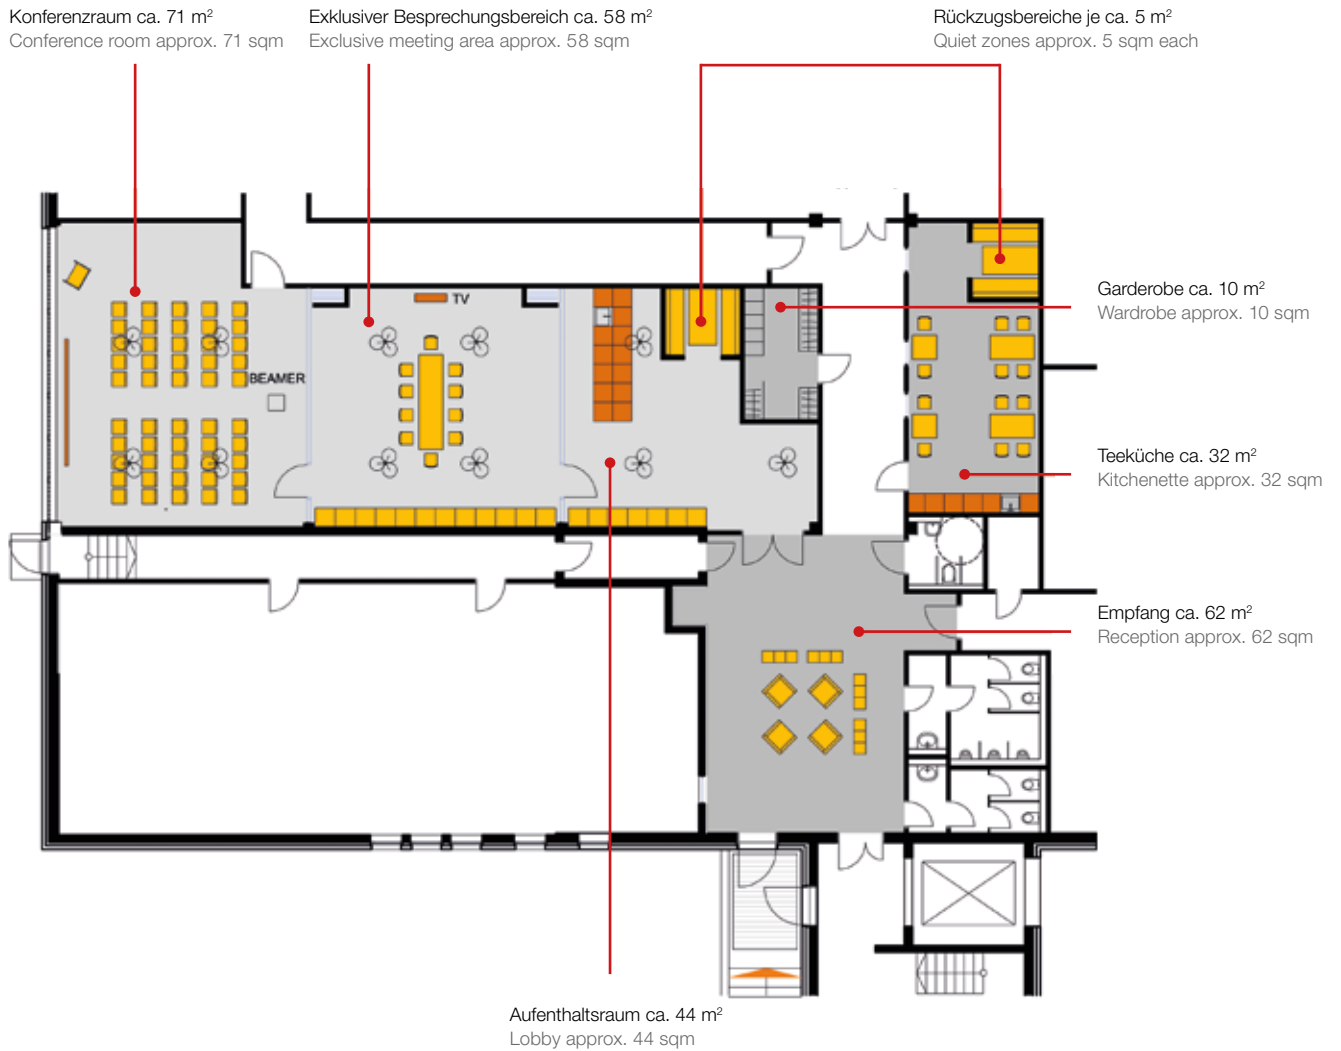 Konferenzraum ca. 71 m²
Conference room approx. 71 sqm
Exklusiver Besprechungsbereich ca. 58 m²
Exclusive meeting area approx. 58 sqm
Rückzugsbereiche je ca. 5 m²
Quiet zones approx. 5 sqm each
Garderobe ca. 10 m²
Wardrobe approx. 10 sqm
TV
BEAMER
Teeküche ca. 32 m²
Kitchenette approx. 32 sqm
Empfang ca. 62 m²
Reception approx. 62 sqm
Aufenthaltsraum ca. 44 m²
Lobby approx. 44 sqm